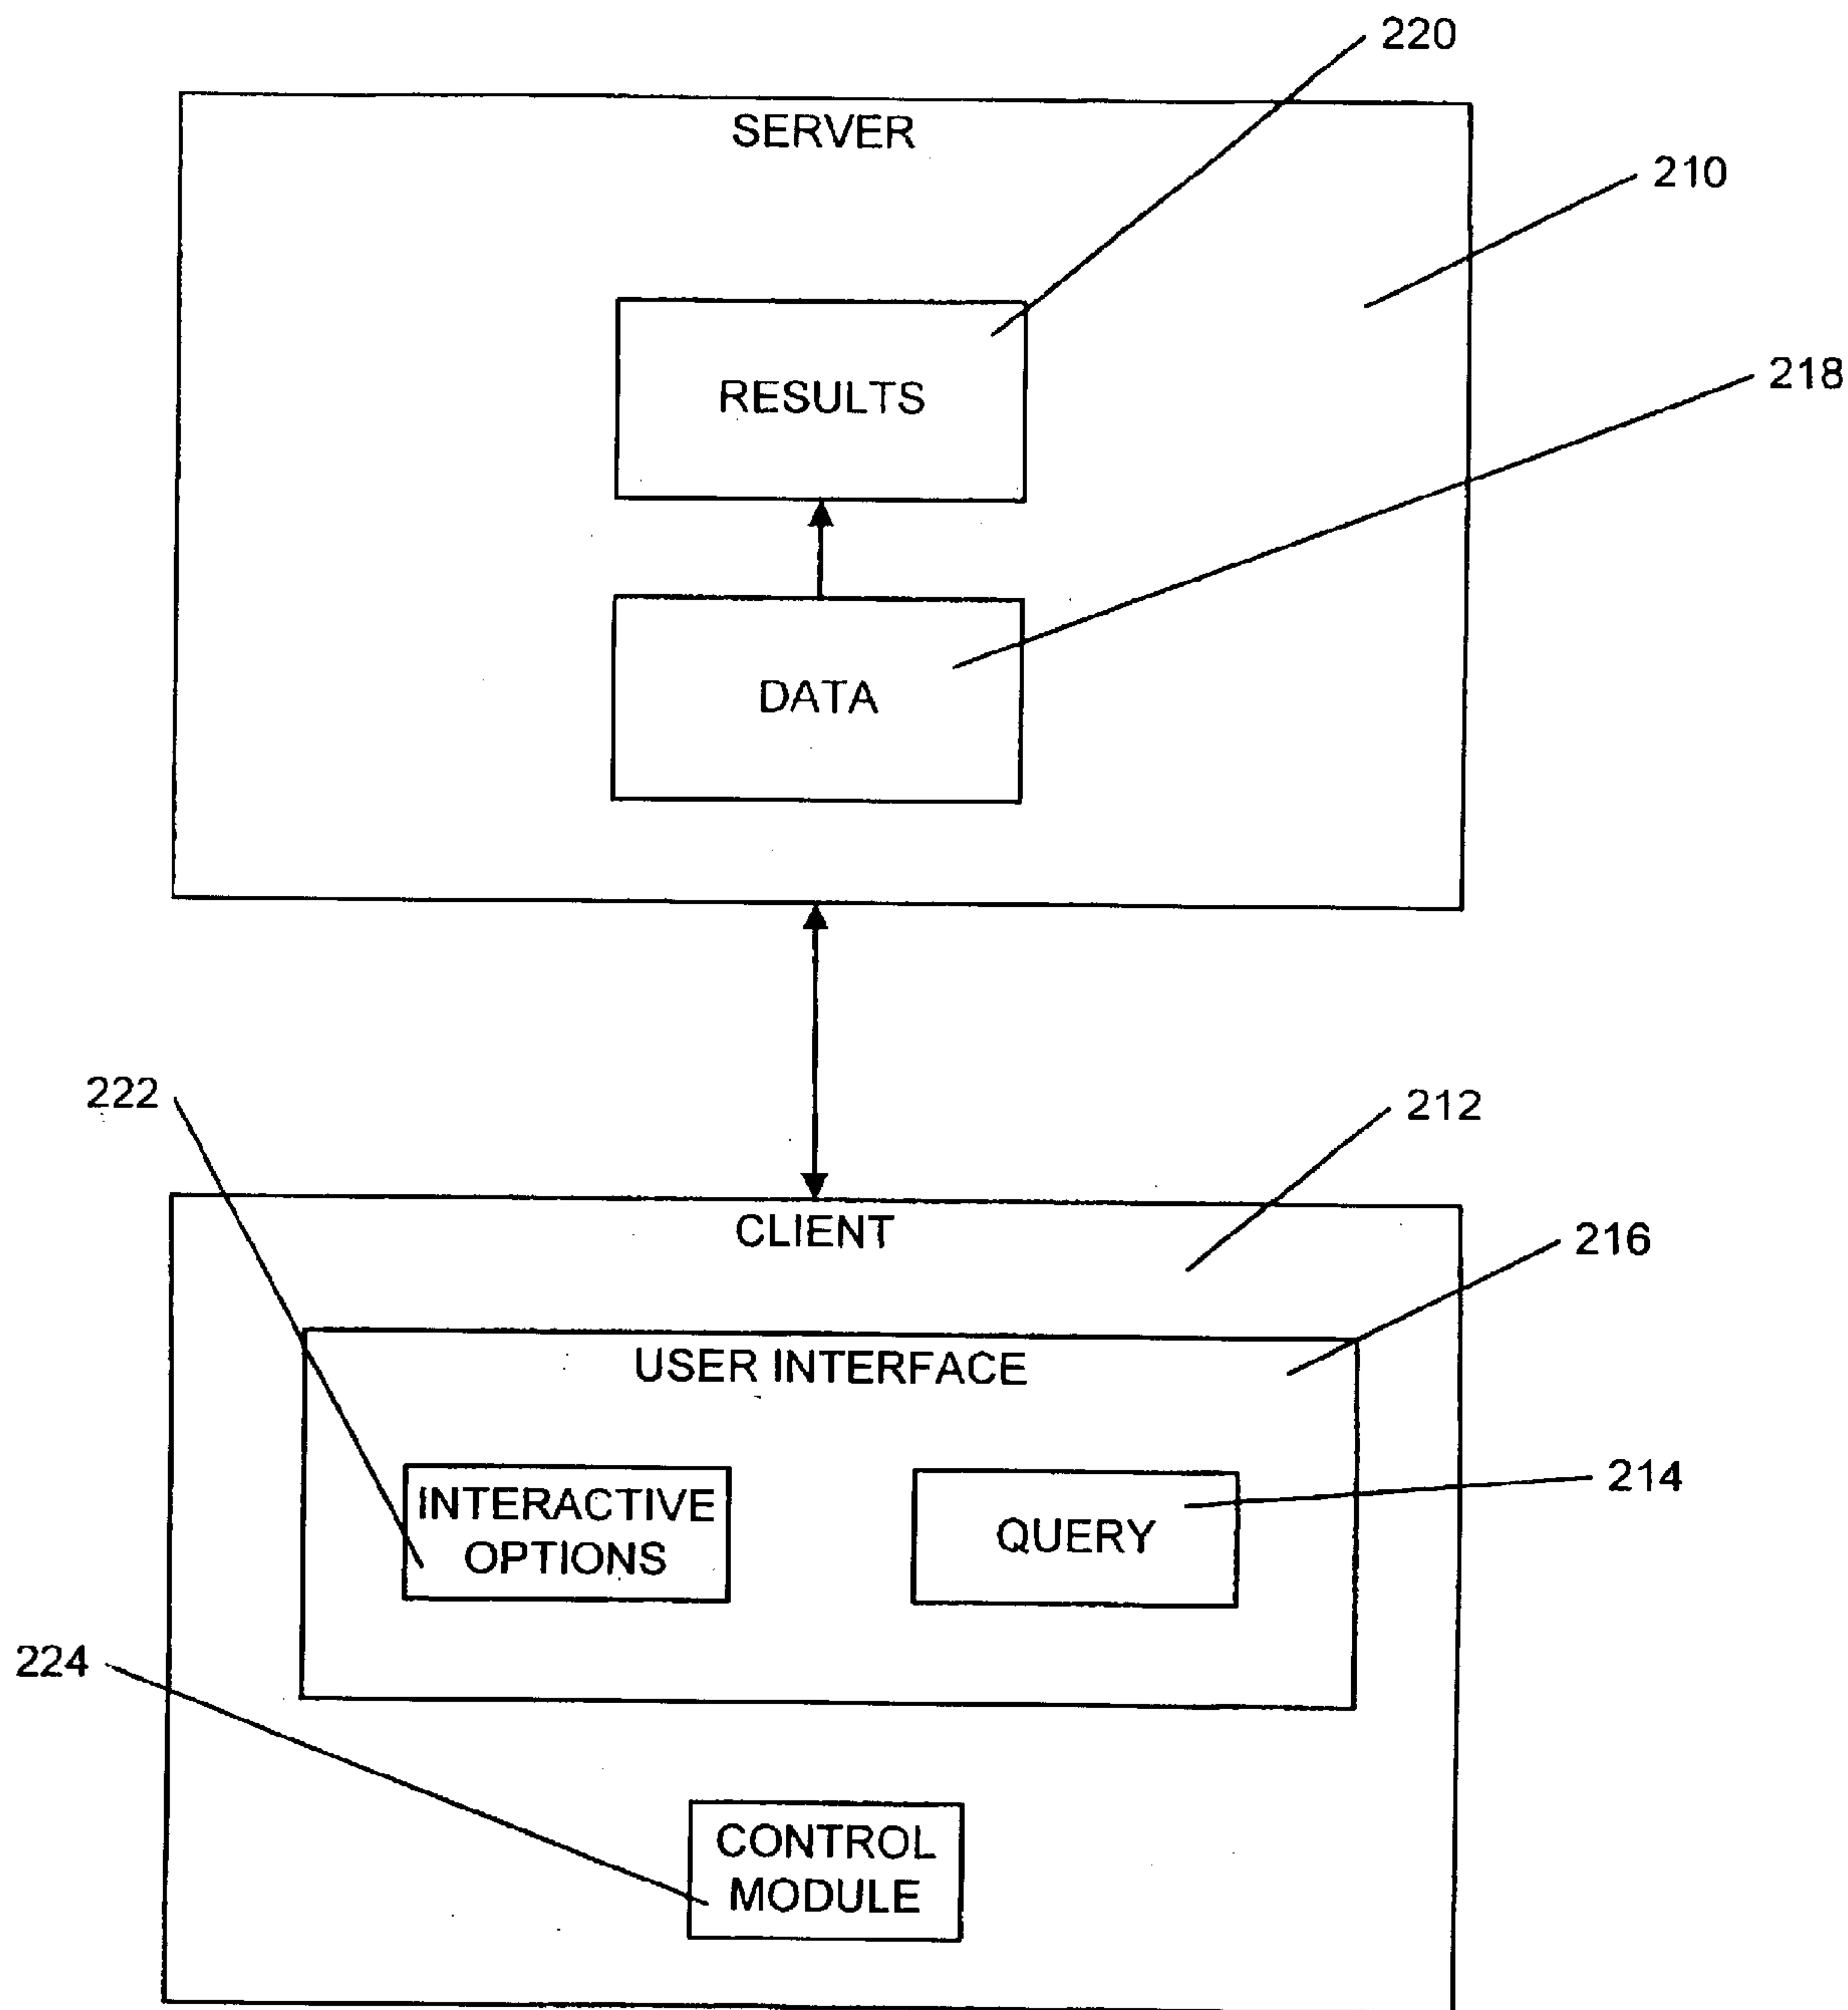 220
SERVER
210
RESULTS
218
DATA
222
212
CLIENT
216
USER INTERFACE
214
INTERACTIVE
OPTIONS
QUERY
224
CONTROL
MODULE